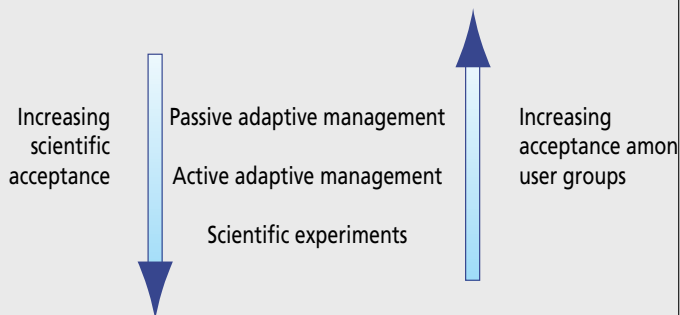 Increasing
scientific
acceptance
Passive adaptive management
Active adaptive management
Scientific experiments
Increasing
acceptance amon
user groups